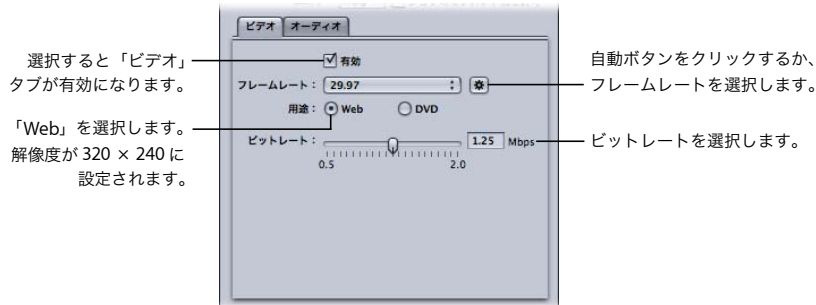 ビデオ オーディオ
選択すると「ビデオ」
タブが有効になります。
有効
自動ボタンをクリックするか、
フレームレートを選択します。
フレームレート： 29.97
用途： Web DVD
「Web」を選択します。
解像度が 320 × 240 に
設定されます。
ビットレート： 1.25 Mbps
0.5 2.0
ビットレートを選択します。